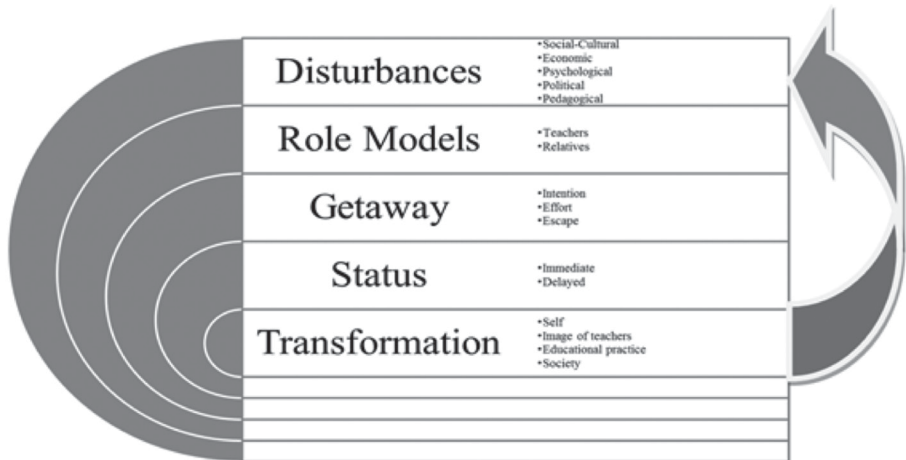 Disturbances
•Social-Cultural
•Economic
•Psychological
•Political
•Pedagogical
Role Models
•Teachers
•Relatives
Getaway
•Intention
•Effort
•Escape
Status
•Immediate
•Delayed
Transformation
•Self
•Image of teachers
•Educational practice
•Society